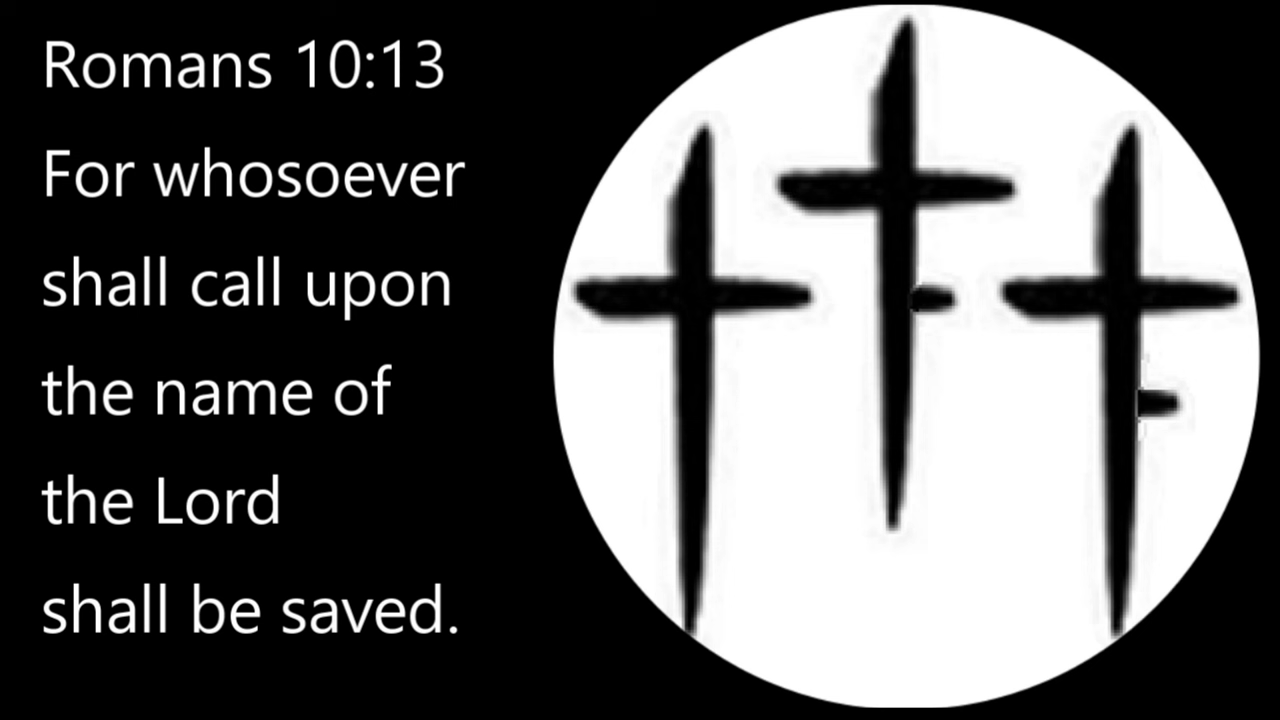 Romans 10:13
For whosoever
shall call upon
the name of
the Lord
shall be saved.